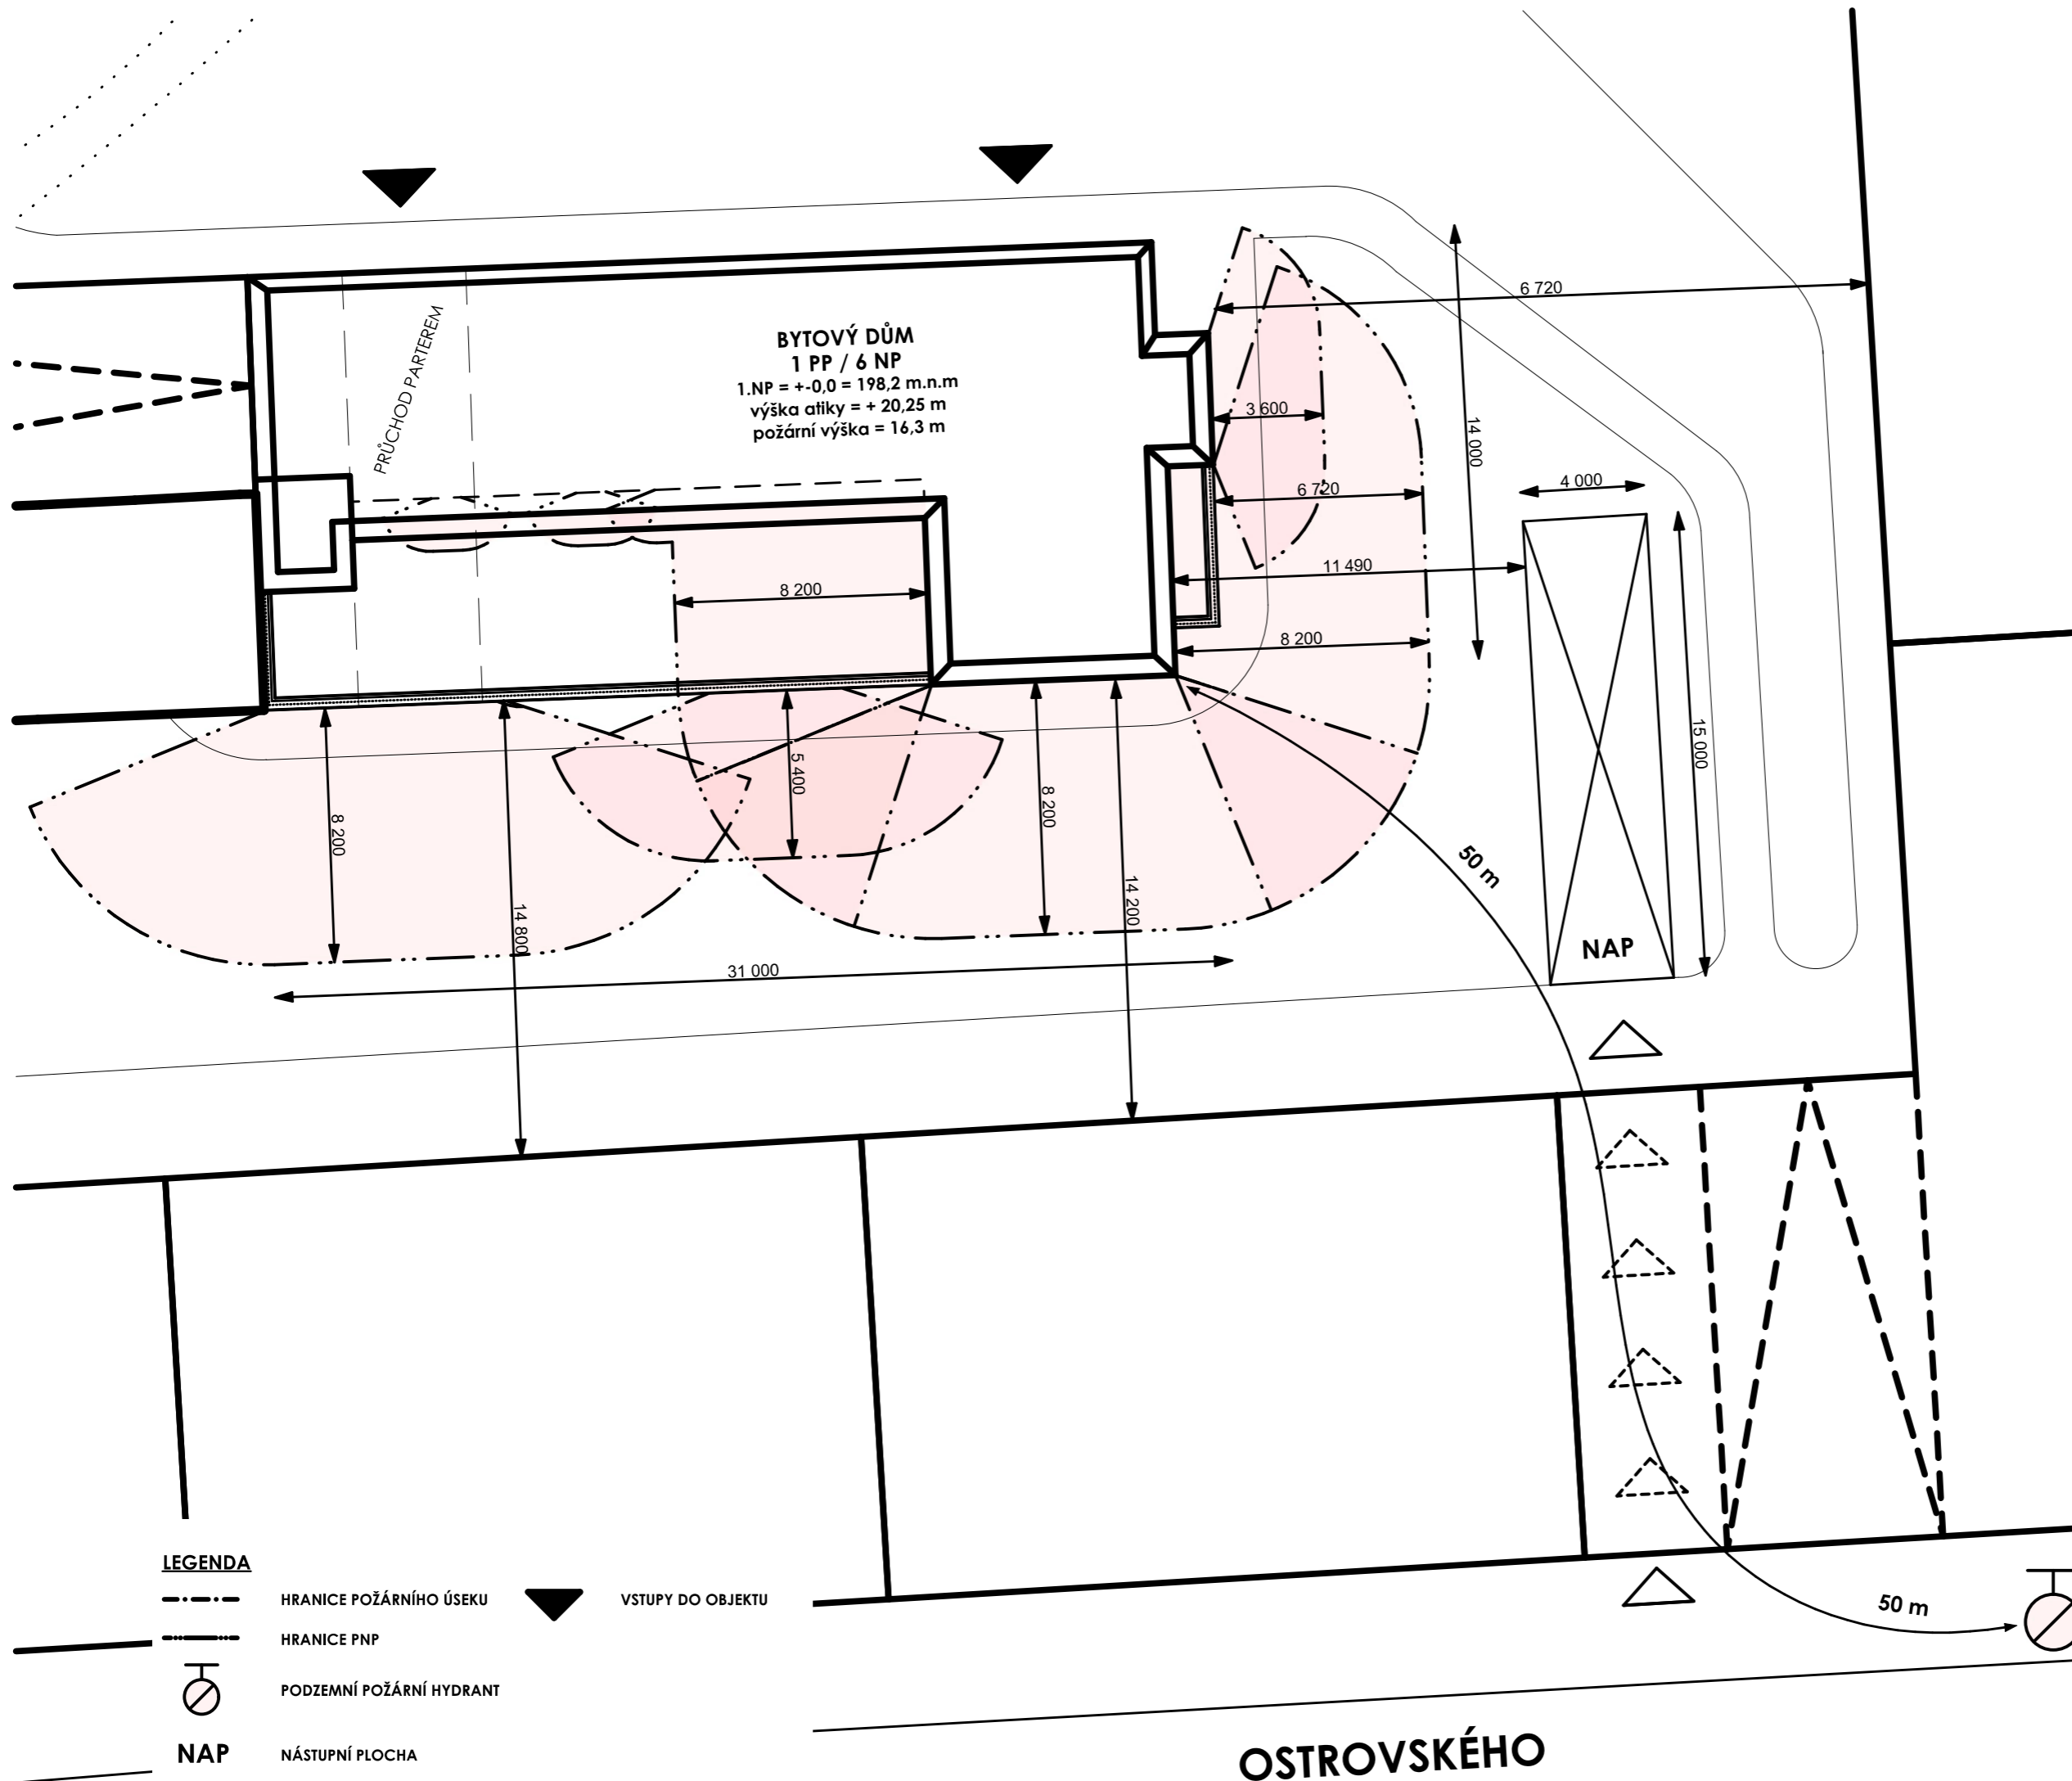 6 720
PRŮCHOD PARTEREM
BYTOVÝ DŮM
1 PP / 6 NP
1.NP = +-0,0 = 198,2 m.n.m
výška atiky = + 20,25 m
požární výška = 16,3 m
3 600
14 000
4 000
6 720
11 490
8 200
8 200
15 000
5 400
8 200
8 200
14 800
14 200
50 m
NAP
31 000
LEGENDA
HRANICE POŽÁRNÍHO ÚSEKU
VSTUPY DO OBJEKTU
HRANICE PNP
PODZEMNÍ POŽÁRNÍ HYDRANT
NAP
NÁSTUPNÍ PLOCHA
50 m
OSTROVSKÉHO